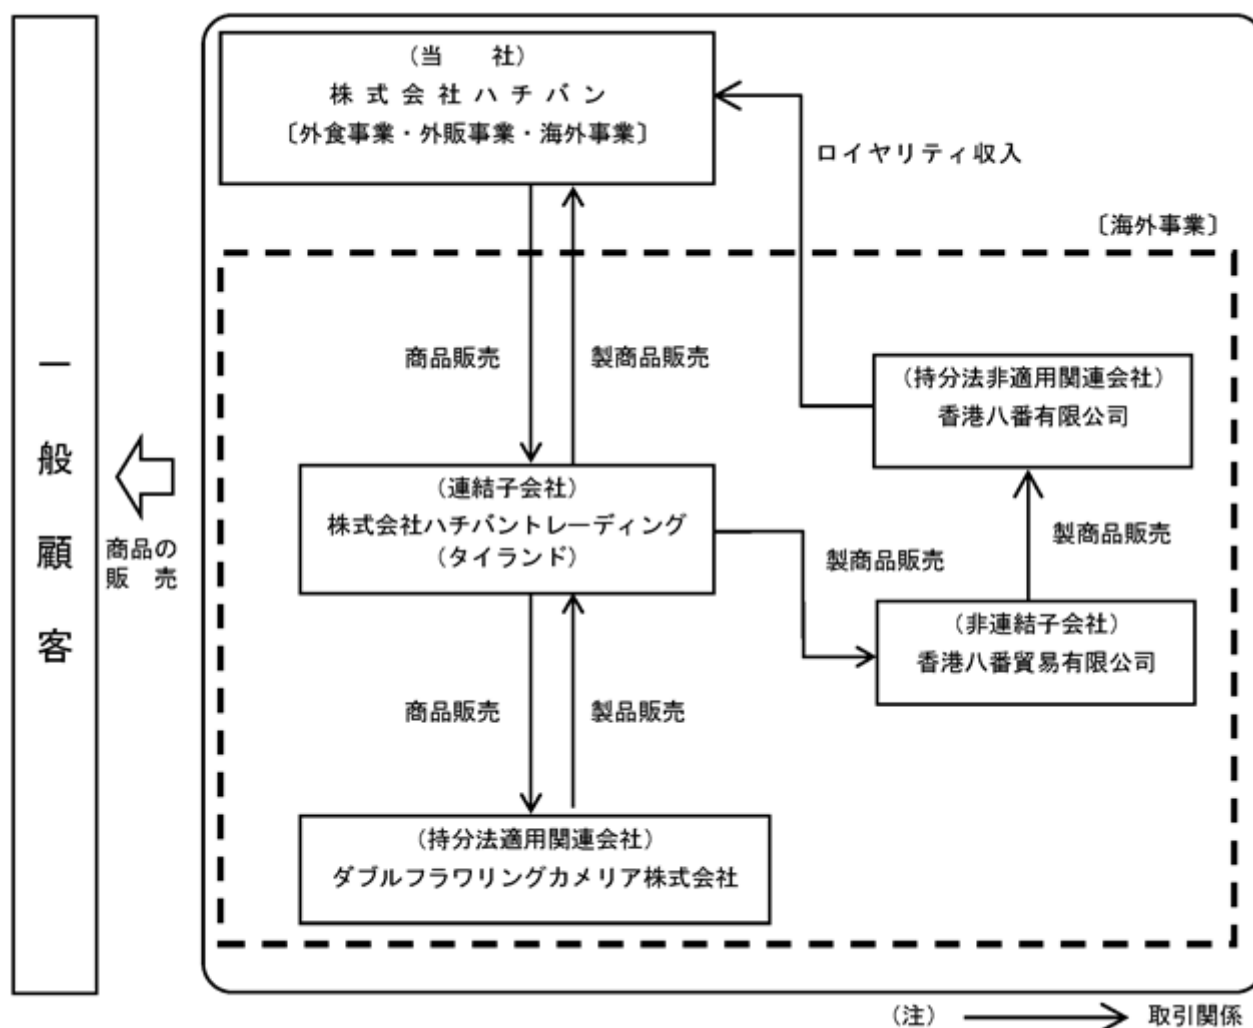 (当　　社)
株式会社ハチバン
〔外食事業・外販事業・海外事業〕
ロイヤリティ収入
〔海外事業〕
商品販売
製商品販売
(持分法非適用関連会社)
香港八番有限公司
一般顧客
商品の
販　売
(連結子会社)
株式会社ハチバントレーディング
(タイランド)
製商品販売
製商品販売
(非連結子会社)
香港八番貿易有限公司
商品販売
製品販売
(持分法適用関連会社)
ダブルフラワリングカメリア株式会社
(注)
取引関係